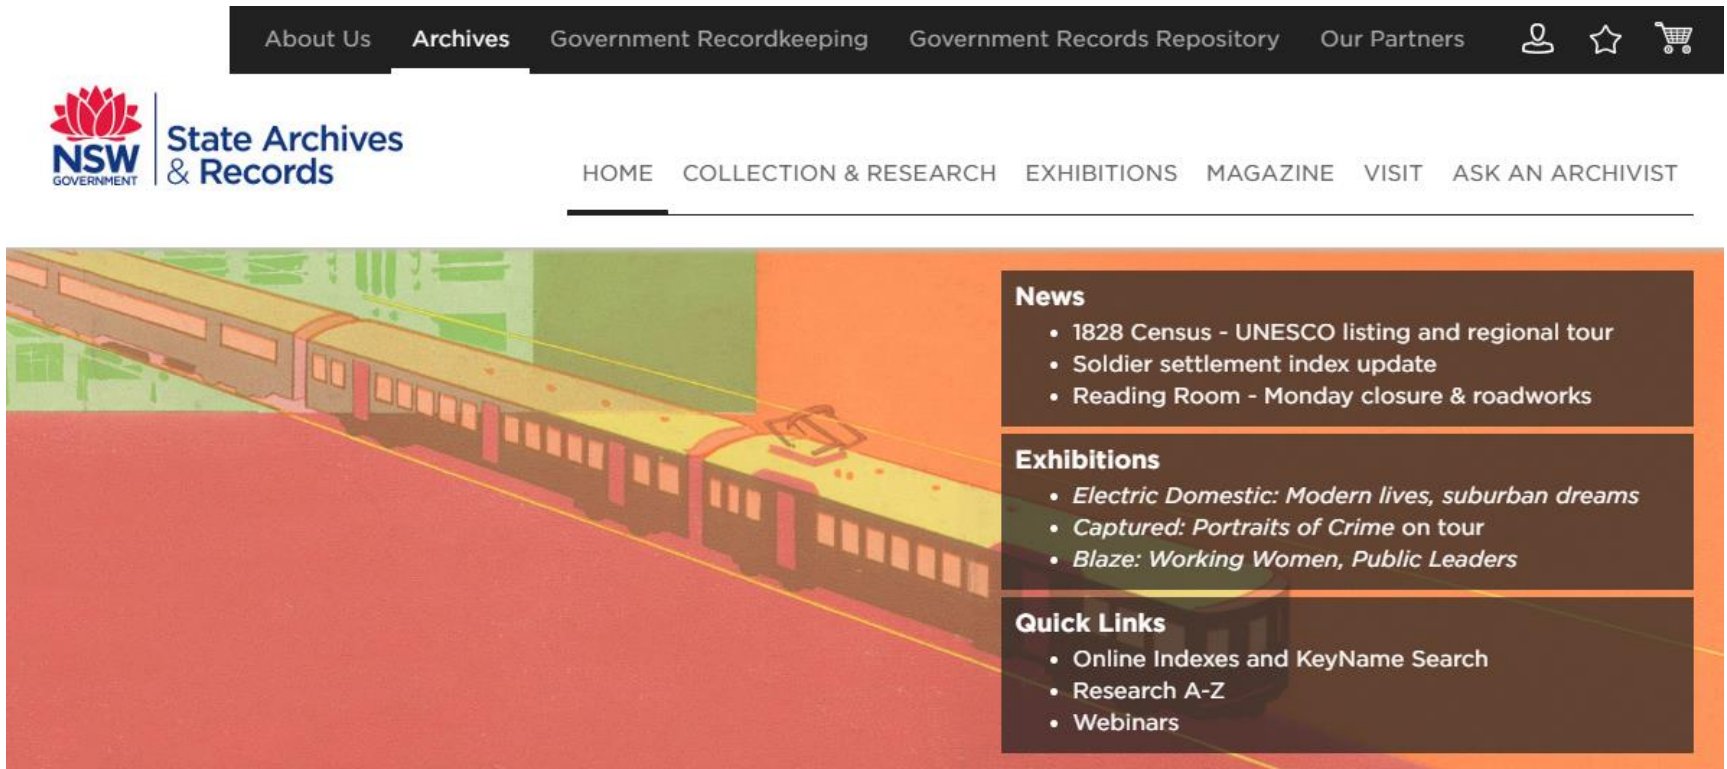 About Us Archives Government Recordkeeping Government Records Repository Our Partners
NSW
GOVERNMENT
State Archives
& Records
HOME COLLECTION & RESEARCH EXHIBITIONS MAGAZINE VISIT ASK AN ARCHIVIST
News
• 1828 Census - UNESCO listing and regional tour
• Soldier settlement index update
• Reading Room - Monday closure & roadworks
Exhibitions
• Electric Domestic: Modern lives, suburban dreams
• Captured: Portraits of Crime on tour
• Blaze: Working Women, Public Leaders
Quick Links
• Online Indexes and KeyName Search
• Research A-Z
• Webinars